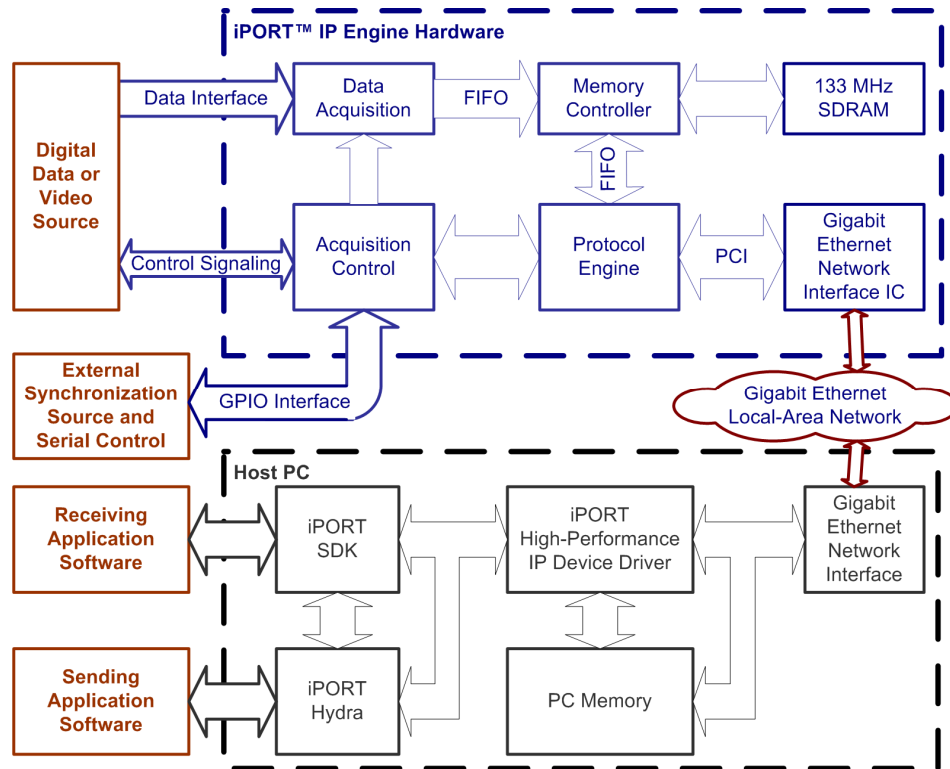 iPORT™ IP Engine Hardware
Digital
Data or
Video
Source
Data Interface
Data
Acquisition
FIFO
Memory
Controller
133 MHz
SDRAM
FIFO
Control Signaling
Acquisition
Control
Protocol
Engine
PCI
Gigabit
Ethernet
Network
Interface IC
External
Synchronization
Source and
Serial Control
GPIO Interface
Gigabit Ethernet
Local-Area Network
Host PC
Receiving
Application
Software
iPORT
SDK
iPORT
High-Performance
IP Device Driver
Gigabit
Ethernet
Network
Interface
Sending
Application
Software
iPORT
Hydra
PC Memory